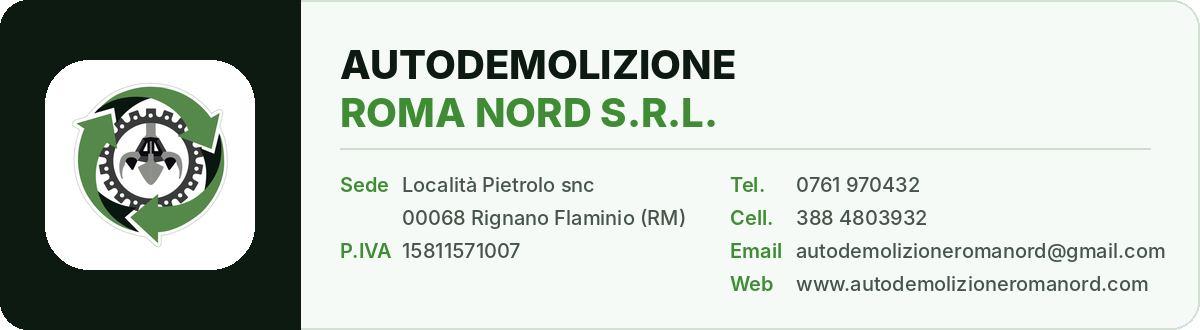 AUTODEMOLIZIONE
ROMA NORD S.R.L.
Sede Località Pietrolo snc
00068 Rignano Flaminio (RM)
P.IVA 15811571007
Tel. 0761 970432
Cell. 388 4803932
Email autodemolizioneromanord@gmail.com
Web www.autodemolizioneromanord.com